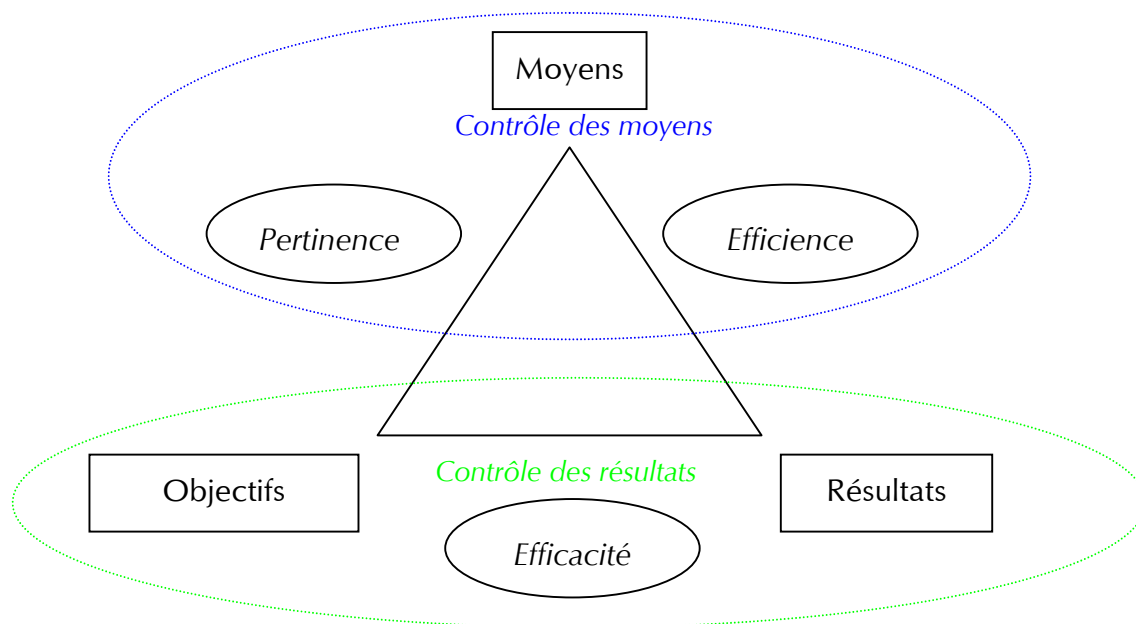 Moyens
Contrôle des moyens
Pertinence
Efficience
Objectifs
Contrôle des résultats
Résultats
Efficacité